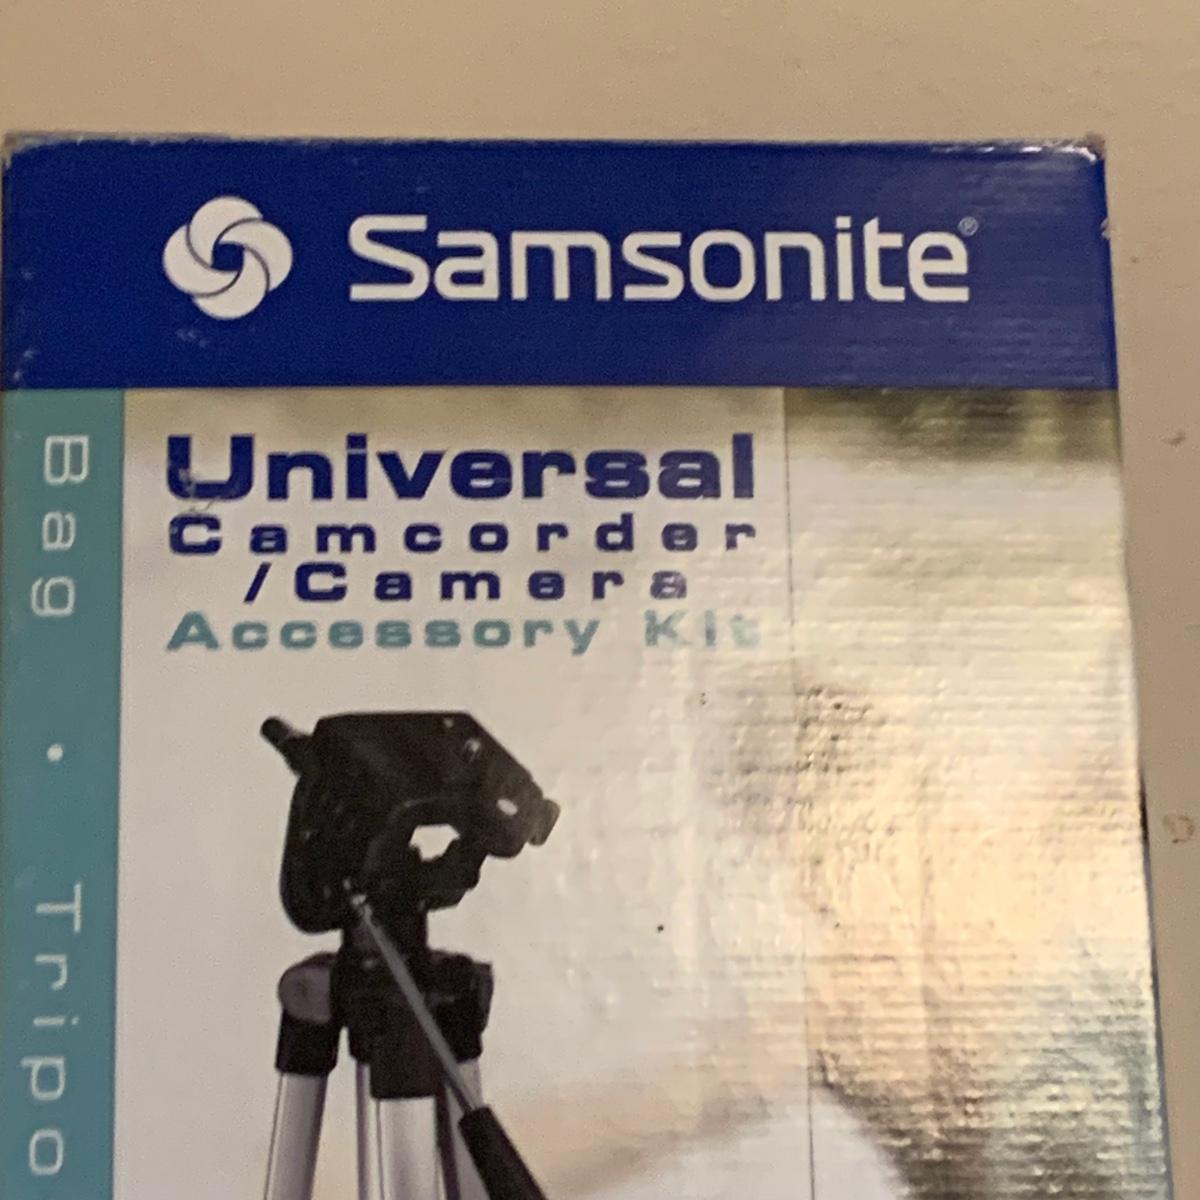 Samsonite®
Universal
Camcorder
/Camera
Accessory Kit
Bag • Tripo